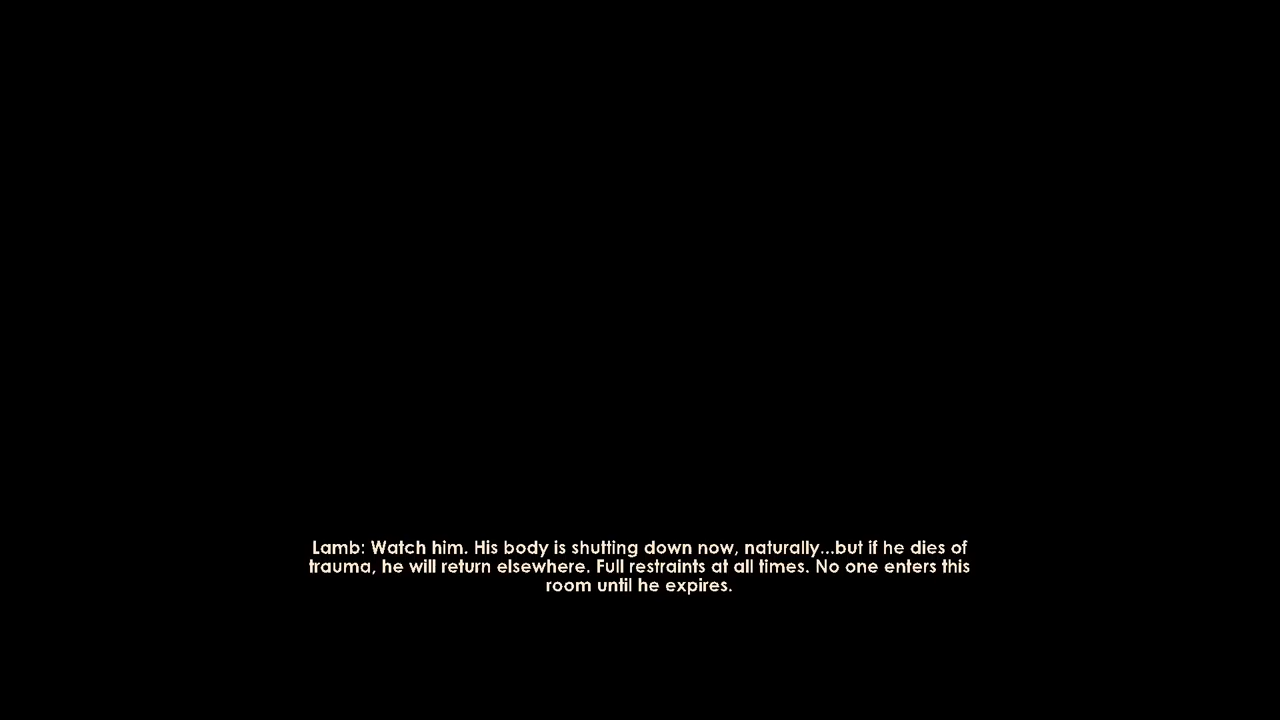 Lamb: Watch him. His body is shutting down now, naturally...but if he dies of
trauma, he will return elsewhere. Full restraints at all times. No one enters this
room until he expires.